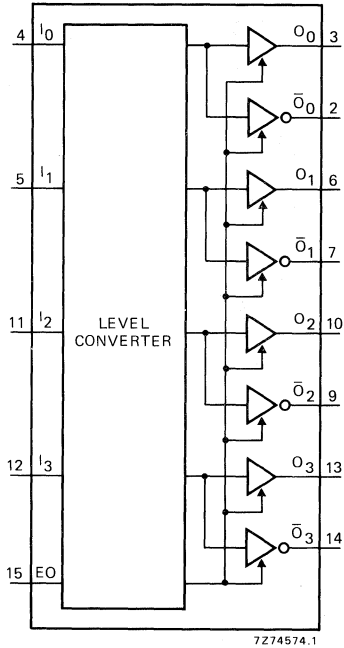 4 I0
O0 3
Ō0 2
5 I1
O1 6
Ō1 7
11 I2
O2 10
LEVEL
CONVERTER
Ō2 9
12 I3
O3 13
Ō3 14
15 EO
7Z74574.1